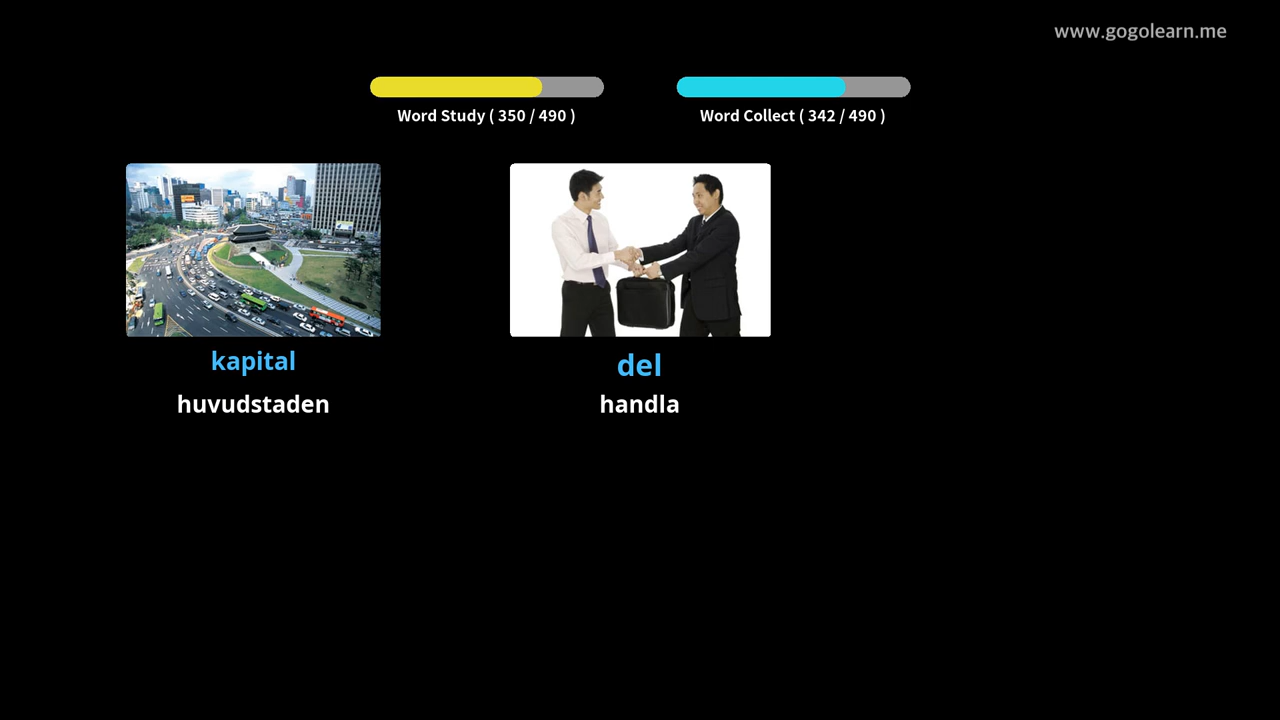 www.gogolearn.me
Word Study ( 350 / 490 )
Word Collect ( 342 / 490 )
kapital
del
huvudstaden
handla